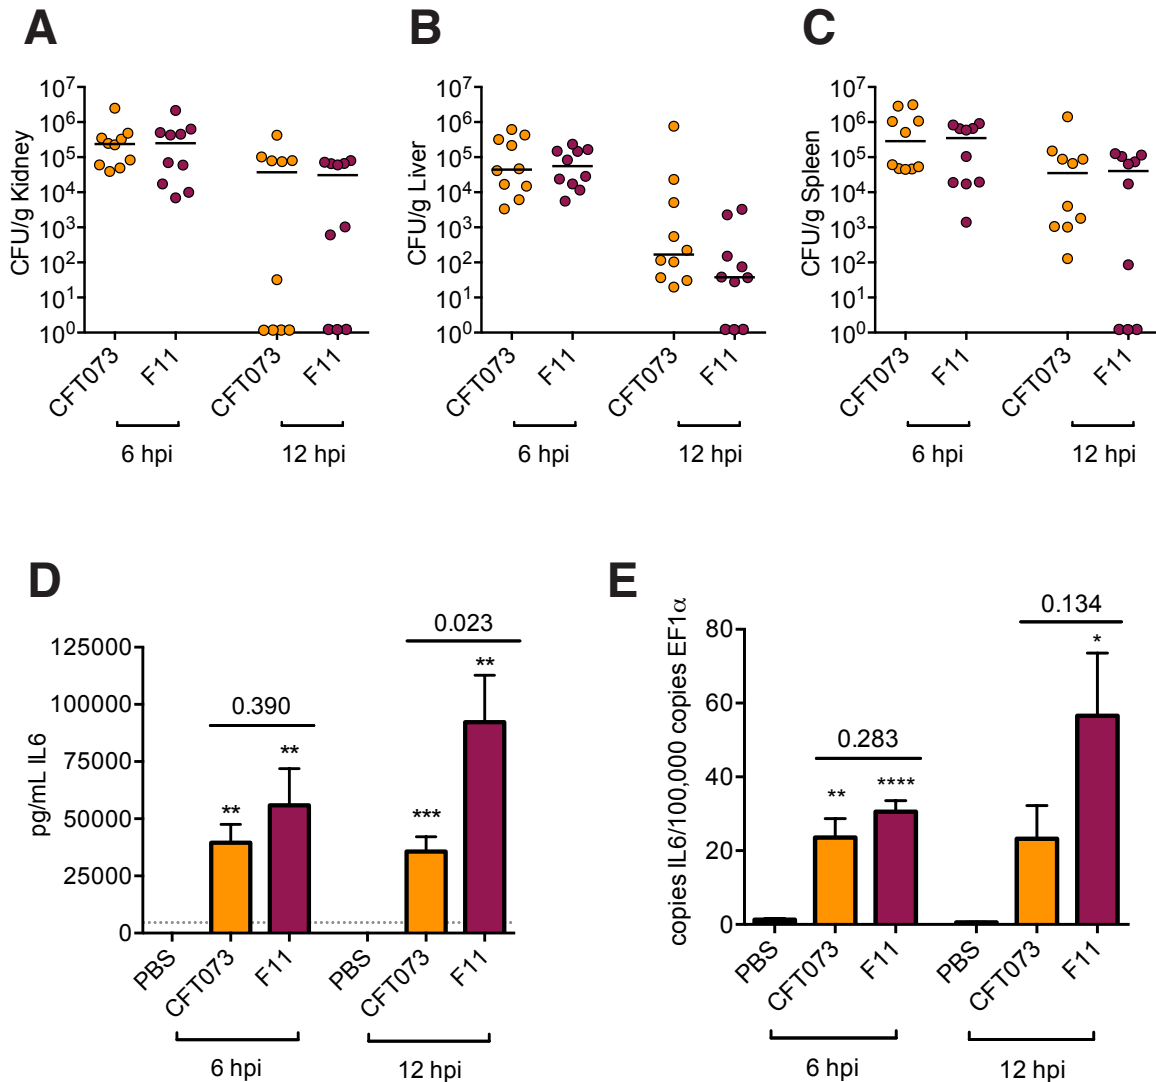 A
B
C
CFU/g Kidney
10⁷
10⁶
10⁵
10⁴
10³
10²
10¹
10⁰
CFT073
F11
CFT073
F11
6 hpi
12 hpi
CFU/g Liver
10⁷
10⁶
10⁵
10⁴
10³
10²
10¹
10⁰
CFT073
F11
CFT073
F11
6 hpi
12 hpi
CFU/g Spleen
10⁷
10⁶
10⁵
10⁴
10³
10²
10¹
10⁰
CFT073
F11
CFT073
F11
6 hpi
12 hpi
D
pg/mL IL6
125000
100000
75000
50000
25000
0
0.390
0.023
**
**
***
**
PBS
CFT073
F11
PBS
CFT073
F11
6 hpi
12 hpi
E
copies IL6/100,000 copies EF1α
80
60
40
20
0
0.283
0.134
**
****
*
PBS
CFT073
F11
PBS
CFT073
F11
6 hpi
12 hpi